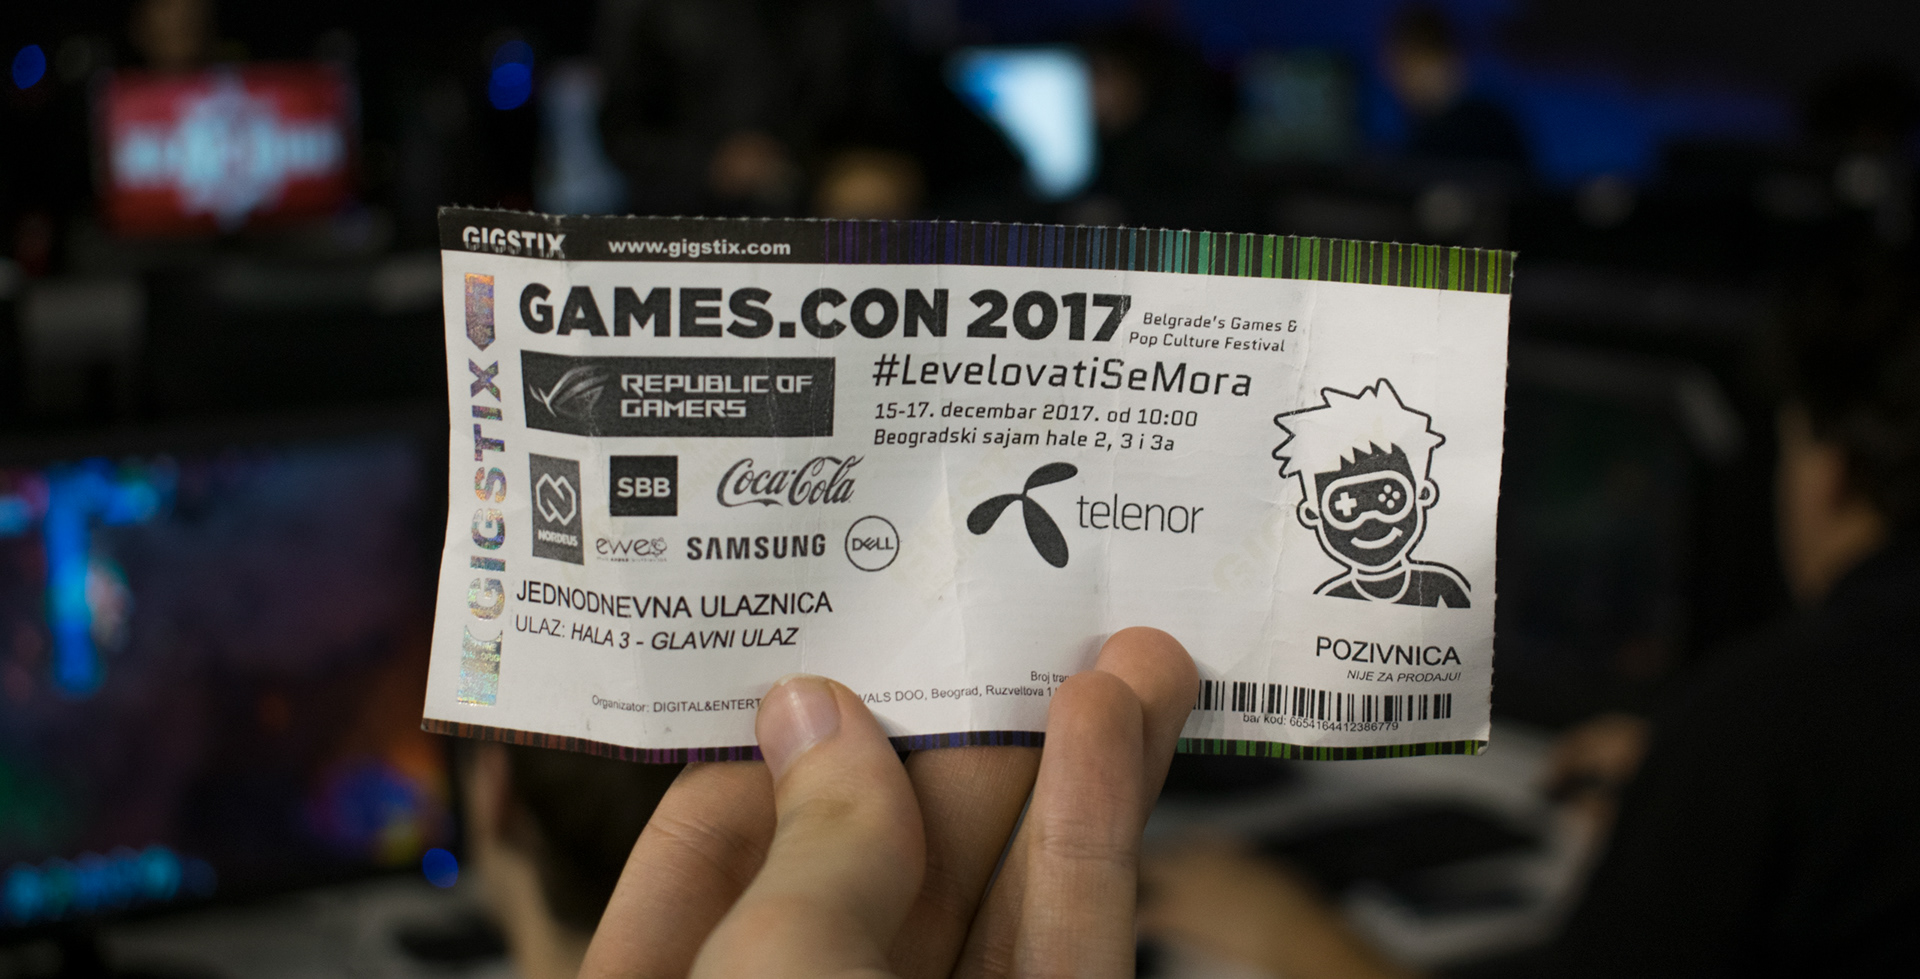 GIGSTIX www.gigstix.com
GIGSTIX
GAMES.CON 2017
Belgrade's Games &
Pop Culture Festival
REPUBLIC OF
GAMERS
#LevelovatiSeMora
15-17. decembar 2017. od 10:00
Beogradski sajam hale 2, 3 i 3a
NORDEUS
SBB
Coca-Cola
telenor
ewe
SAMSUNG
DELL
JEDNODNEVNA ULAZNICA
ULAZ: HALA 3 - GLAVNI ULAZ
POZIVNICA
NIJE ZA PRODAJU!
Broj
Organizator: DIGITAL&ENTERT VALS DOO, Beograd, Ruzveltova 1
bar kod: 6654164412386779